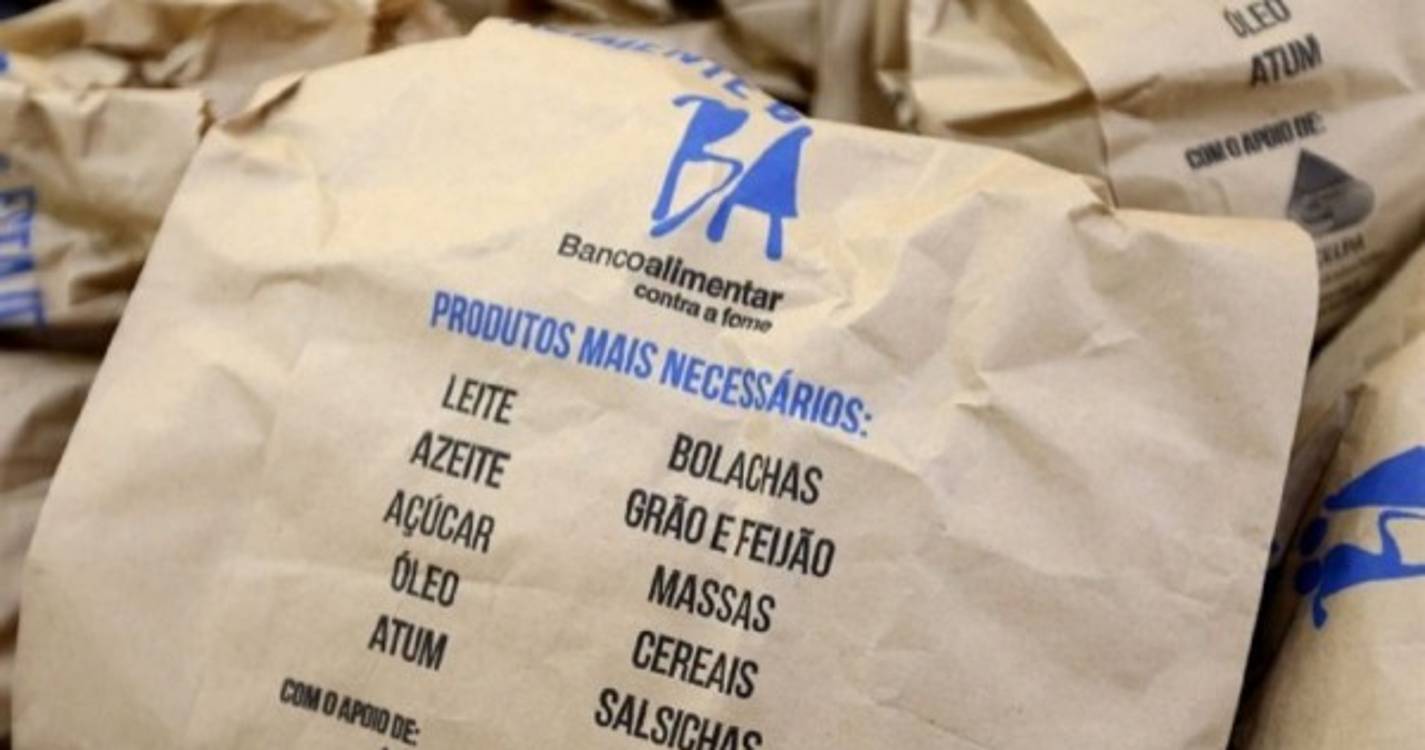 Bancoalimentar
contra a fome
PRODUTOS MAIS NECESSÁRIOS:
LEITE
AZEITE
AÇÚCAR
ÓLEO
ATUM
COM O APOIO DE:
BOLACHAS
GRÃO E FEIJÃO
MASSAS
CEREAIS
SALSICHAS
ÓLEO
ATUM
COM O APOIO DE: